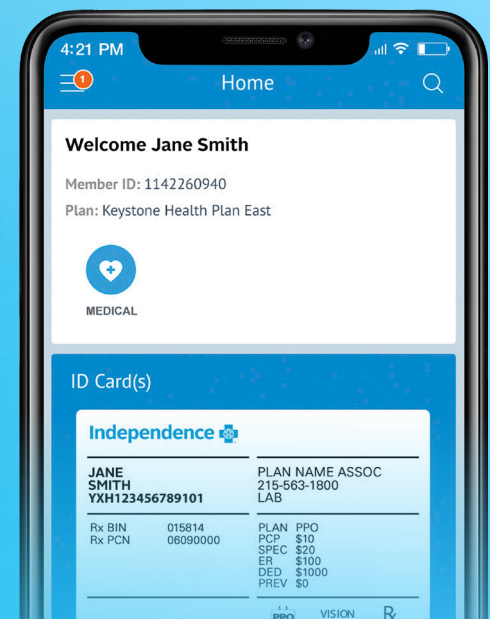 4:21 PM
1
Home
Welcome Jane Smith
Member ID: 1142260940
Plan: Keystone Health Plan East
MEDICAL
ID Card(s)
Independence
JANE
SMITH
YXH123456789101
PLAN NAME ASSOC
215-563-1800
LAB
Rx BIN 015814
Rx PCN 06090000
PLAN PPO
PCP $10
SPEC $20
ER $100
DED $1000
PREV $0
PPO VISION Rx